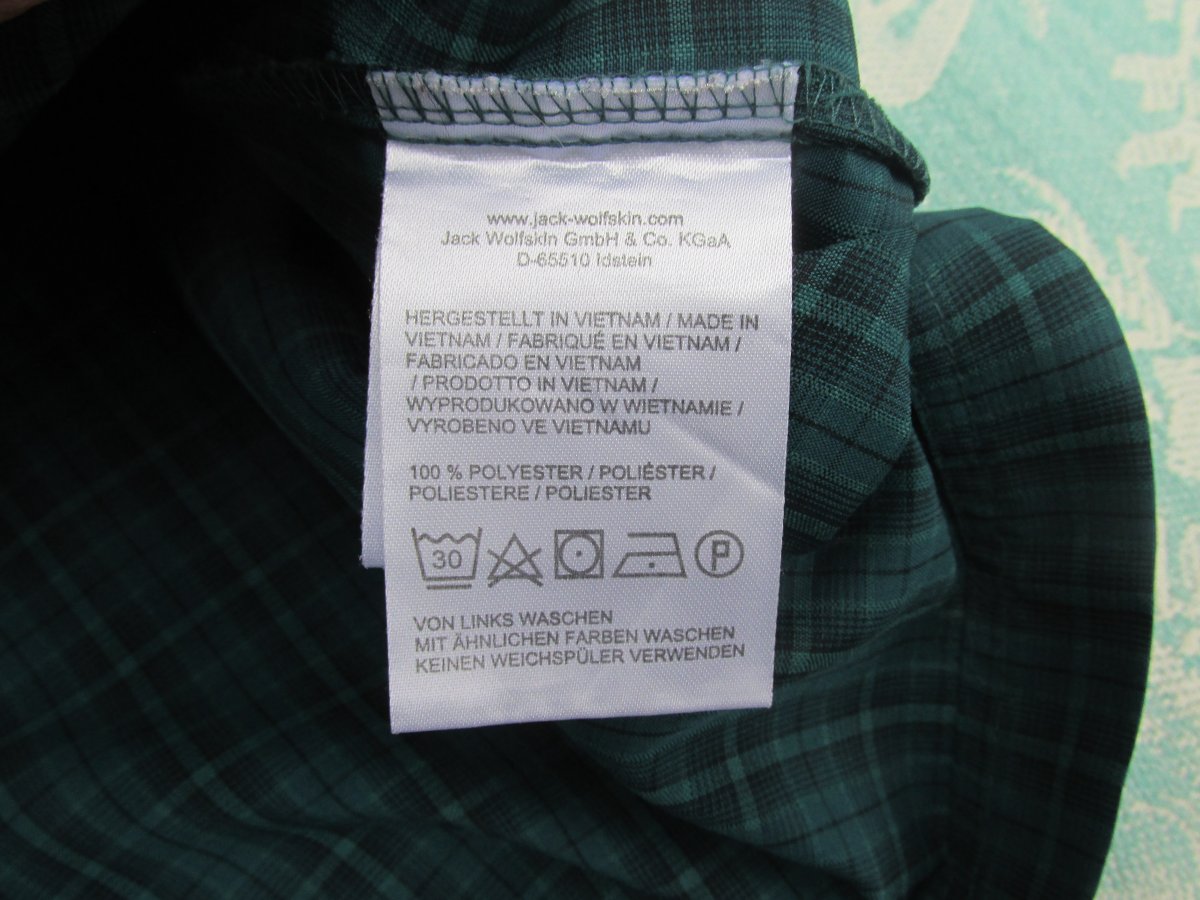 www.jack-wolfskin.com
Jack Wolfskin GmbH & Co. KGaA
D-65510 Idstein
HERGESTELLT IN VIETNAM / MADE IN
VIETNAM / FABRIQUÉ EN VIETNAM /
FABRICADO EN VIETNAM
/ PRODOTTO IN VIETNAM /
WYPRODUKOWANO W WIETNAMIE /
VYROBENO VE VIETNAMU
100 % POLYESTER / POLIÉSTER /
POLIESTERE / POLIESTER
30 P
VON LINKS WASCHEN
MIT ÄHNLICHEN FARBEN WASCHEN
KEINEN WEICHSPÜLER VERWENDEN